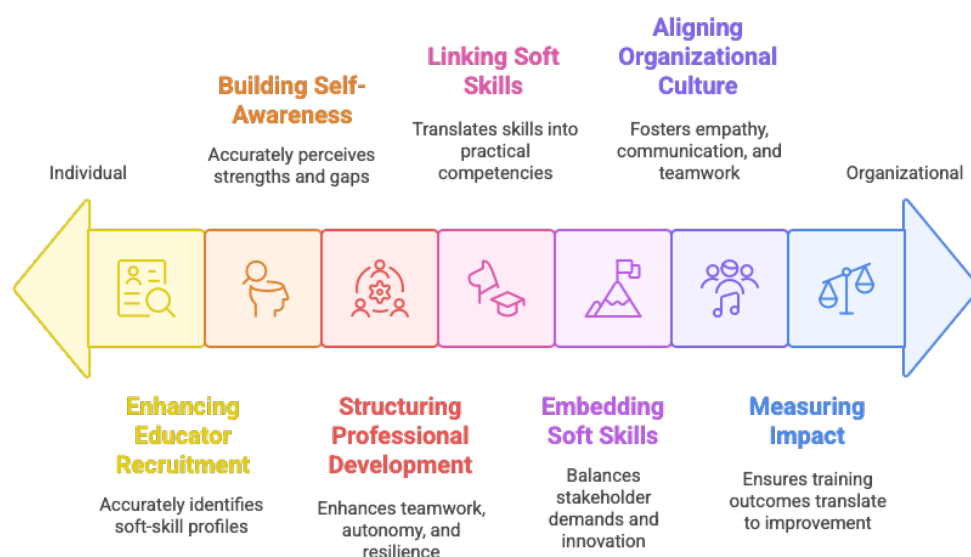 Aligning
Organizational
Culture
Fosters empathy,
communication, and
teamwork
Linking Soft
Skills
Translates skills into
practical
competencies
Building Self-
Awareness
Accurately perceives
strengths and gaps
Individual
Organizational
Enhancing
Educator
Recruitment
Accurately identifies
soft-skill profiles
Structuring
Professional
Development
Enhances teamwork,
autonomy, and
resilience
Embedding
Soft Skills
Balances
stakeholder
demands and
innovation
Measuring
Impact
Ensures training
outcomes translate
to improvement